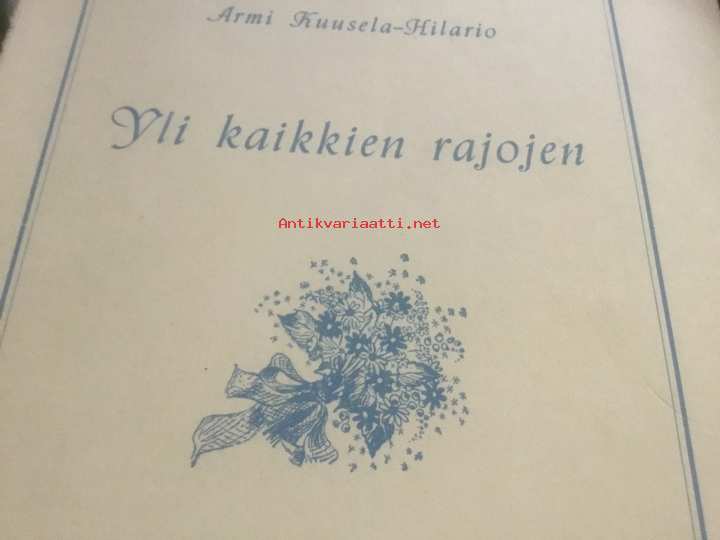 Armi Kuusela-Hilario
Yli kaikkien rajojen
Antikvariaatti.net